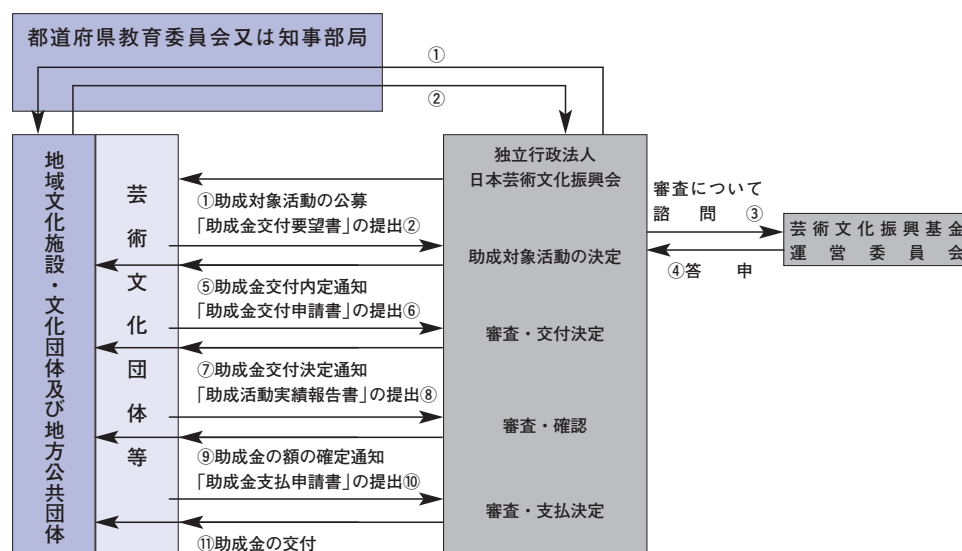 都道府県教育委員会又は知事部局
①
②
地域文化施設・文化団体及び地方公共団体
芸術文化団体等
独立行政法人
日本芸術文化振興会
①助成対象活動の公募
「助成金交付要望書」の提出②
助成対象活動の決定
審査について
諮問③
芸術文化振興基金
運営委員会
④答申
⑤助成金交付内定通知
「助成金交付申請書」の提出⑥
審査・交付決定
⑦助成金交付決定通知
「助成活動実績報告書」の提出⑧
審査・確認
⑨助成金の額の確定通知
「助成金支払申請書」の提出⑩
審査・支払決定
⑪助成金の交付